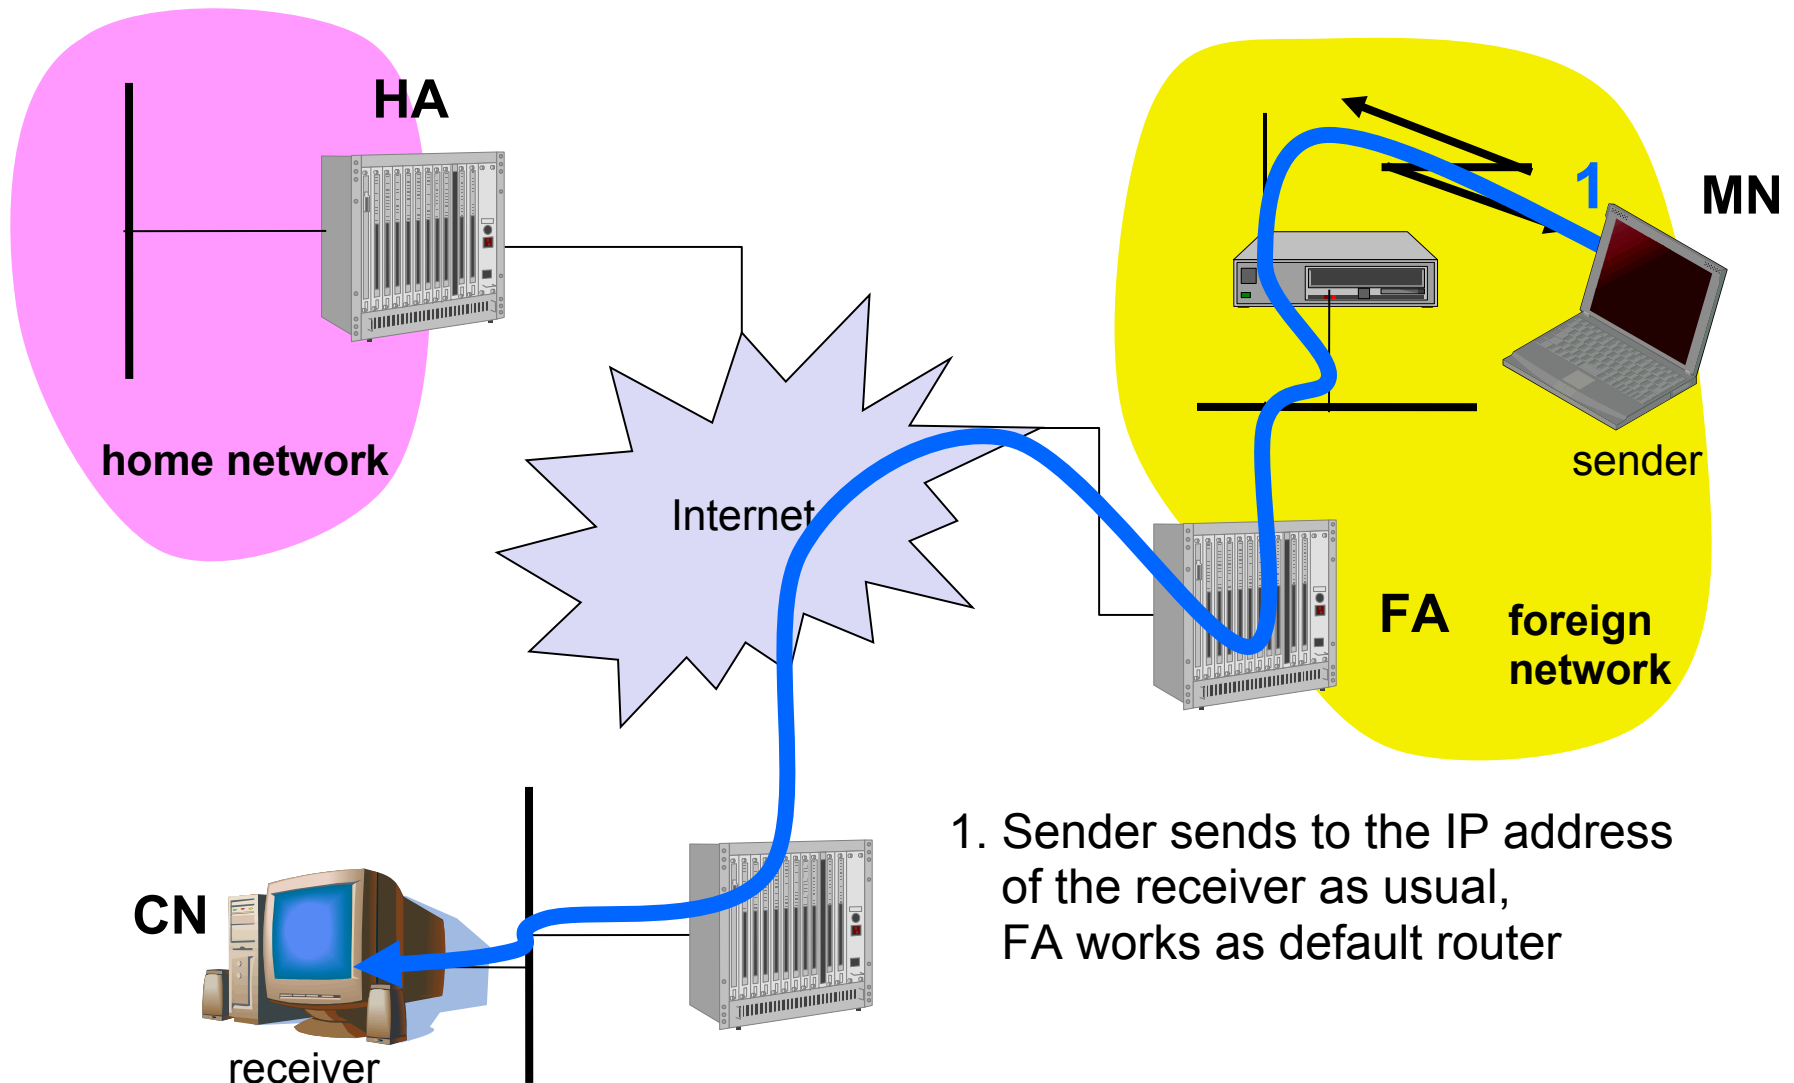 HA
1
MN
home network
sender
Internet
FA
foreign
network
1. Sender sends to the IP address
of the receiver as usual,
FA works as default router
CN
receiver